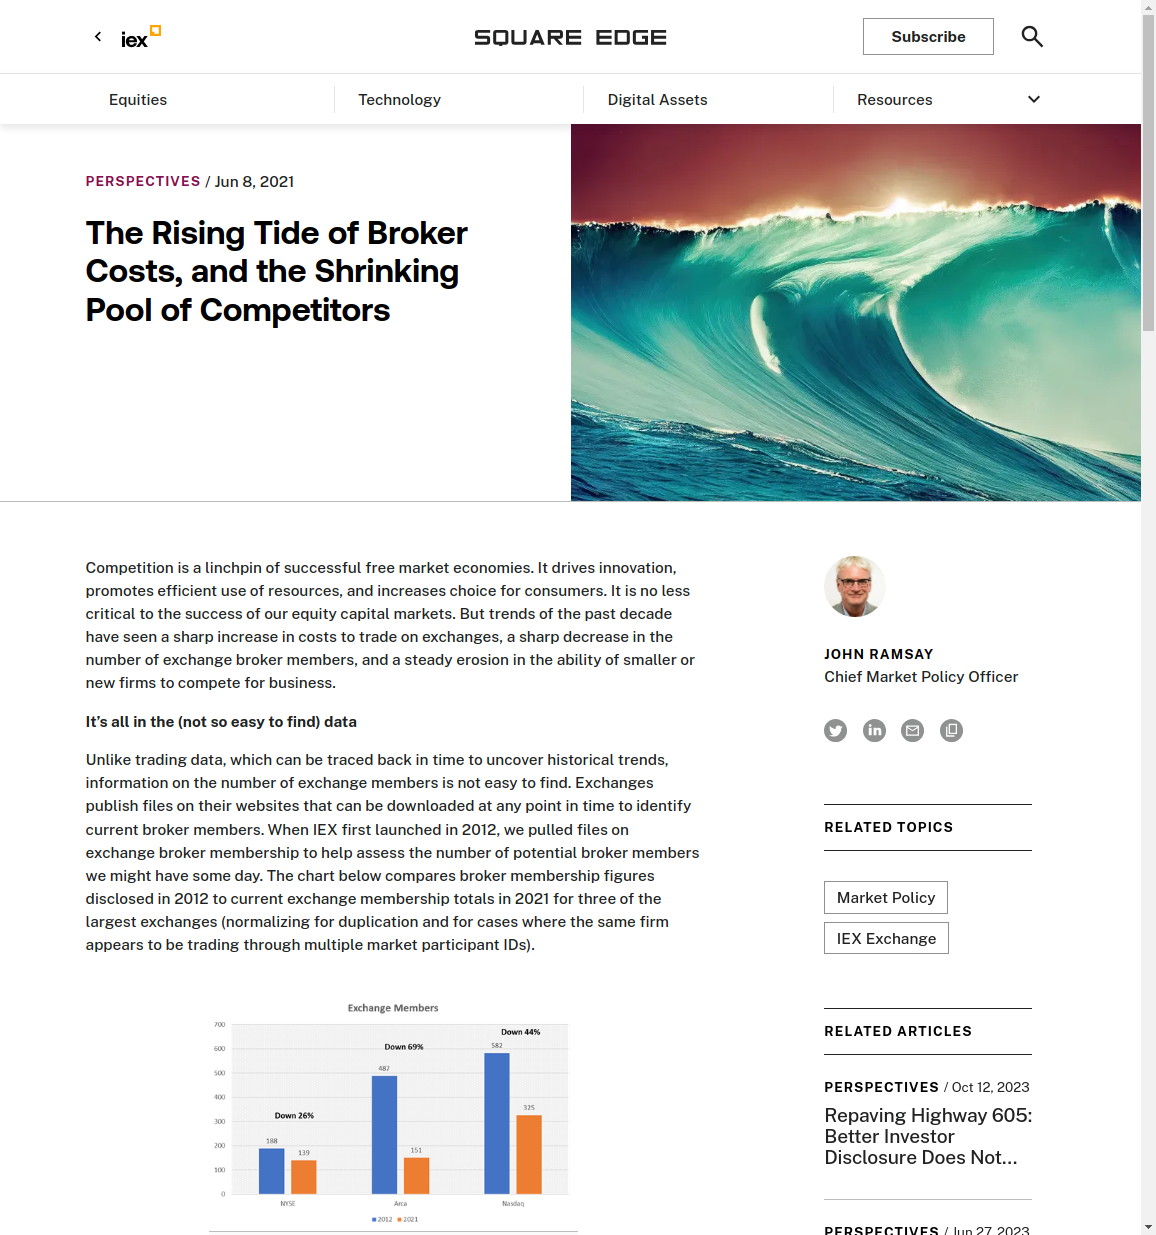 iex
SQUARE EDGE
Subscribe
Equities
Technology
Digital Assets
Resources
PERSPECTIVES / Jun 8, 2021
The Rising Tide of Broker
Costs, and the Shrinking
Pool of Competitors
Competition is a linchpin of successful free market economies. It drives innovation,
promotes efficient use of resources, and increases choice for consumers. It is no less
critical to the success of our equity capital markets. But trends of the past decade
have seen a sharp increase in costs to trade on exchanges, a sharp decrease in the
number of exchange broker members, and a steady erosion in the ability of smaller or
new firms to compete for business.
It's all in the (not so easy to find) data
Unlike trading data, which can be traced back in time to uncover historical trends,
information on the number of exchange members is not easy to find. Exchanges
publish files on their websites that can be downloaded at any point in time to identify
current broker members. When IEX first launched in 2012, we pulled files on
exchange broker membership to help assess the number of potential broker members
we might have some day. The chart below compares broker membership figures
disclosed in 2012 to current exchange membership totals in 2021 for three of the
largest exchanges (normalizing for duplication and for cases where the same firm
appears to be trading through multiple market participant IDs).
Exchange Members
700
600
500
400
300
200
100
0
Down 26%
188
139
Down 69%
487
151
Down 44%
582
325
NYSE
Arca
Nasdaq
2012 2021
JOHN RAMSAY
Chief Market Policy Officer
RELATED TOPICS
Market Policy
IEX Exchange
RELATED ARTICLES
PERSPECTIVES / Oct 12, 2023
Repaving Highway 605:
Better Investor
Disclosure Does Not...
PERSPECTIVES / Jun 27, 2023